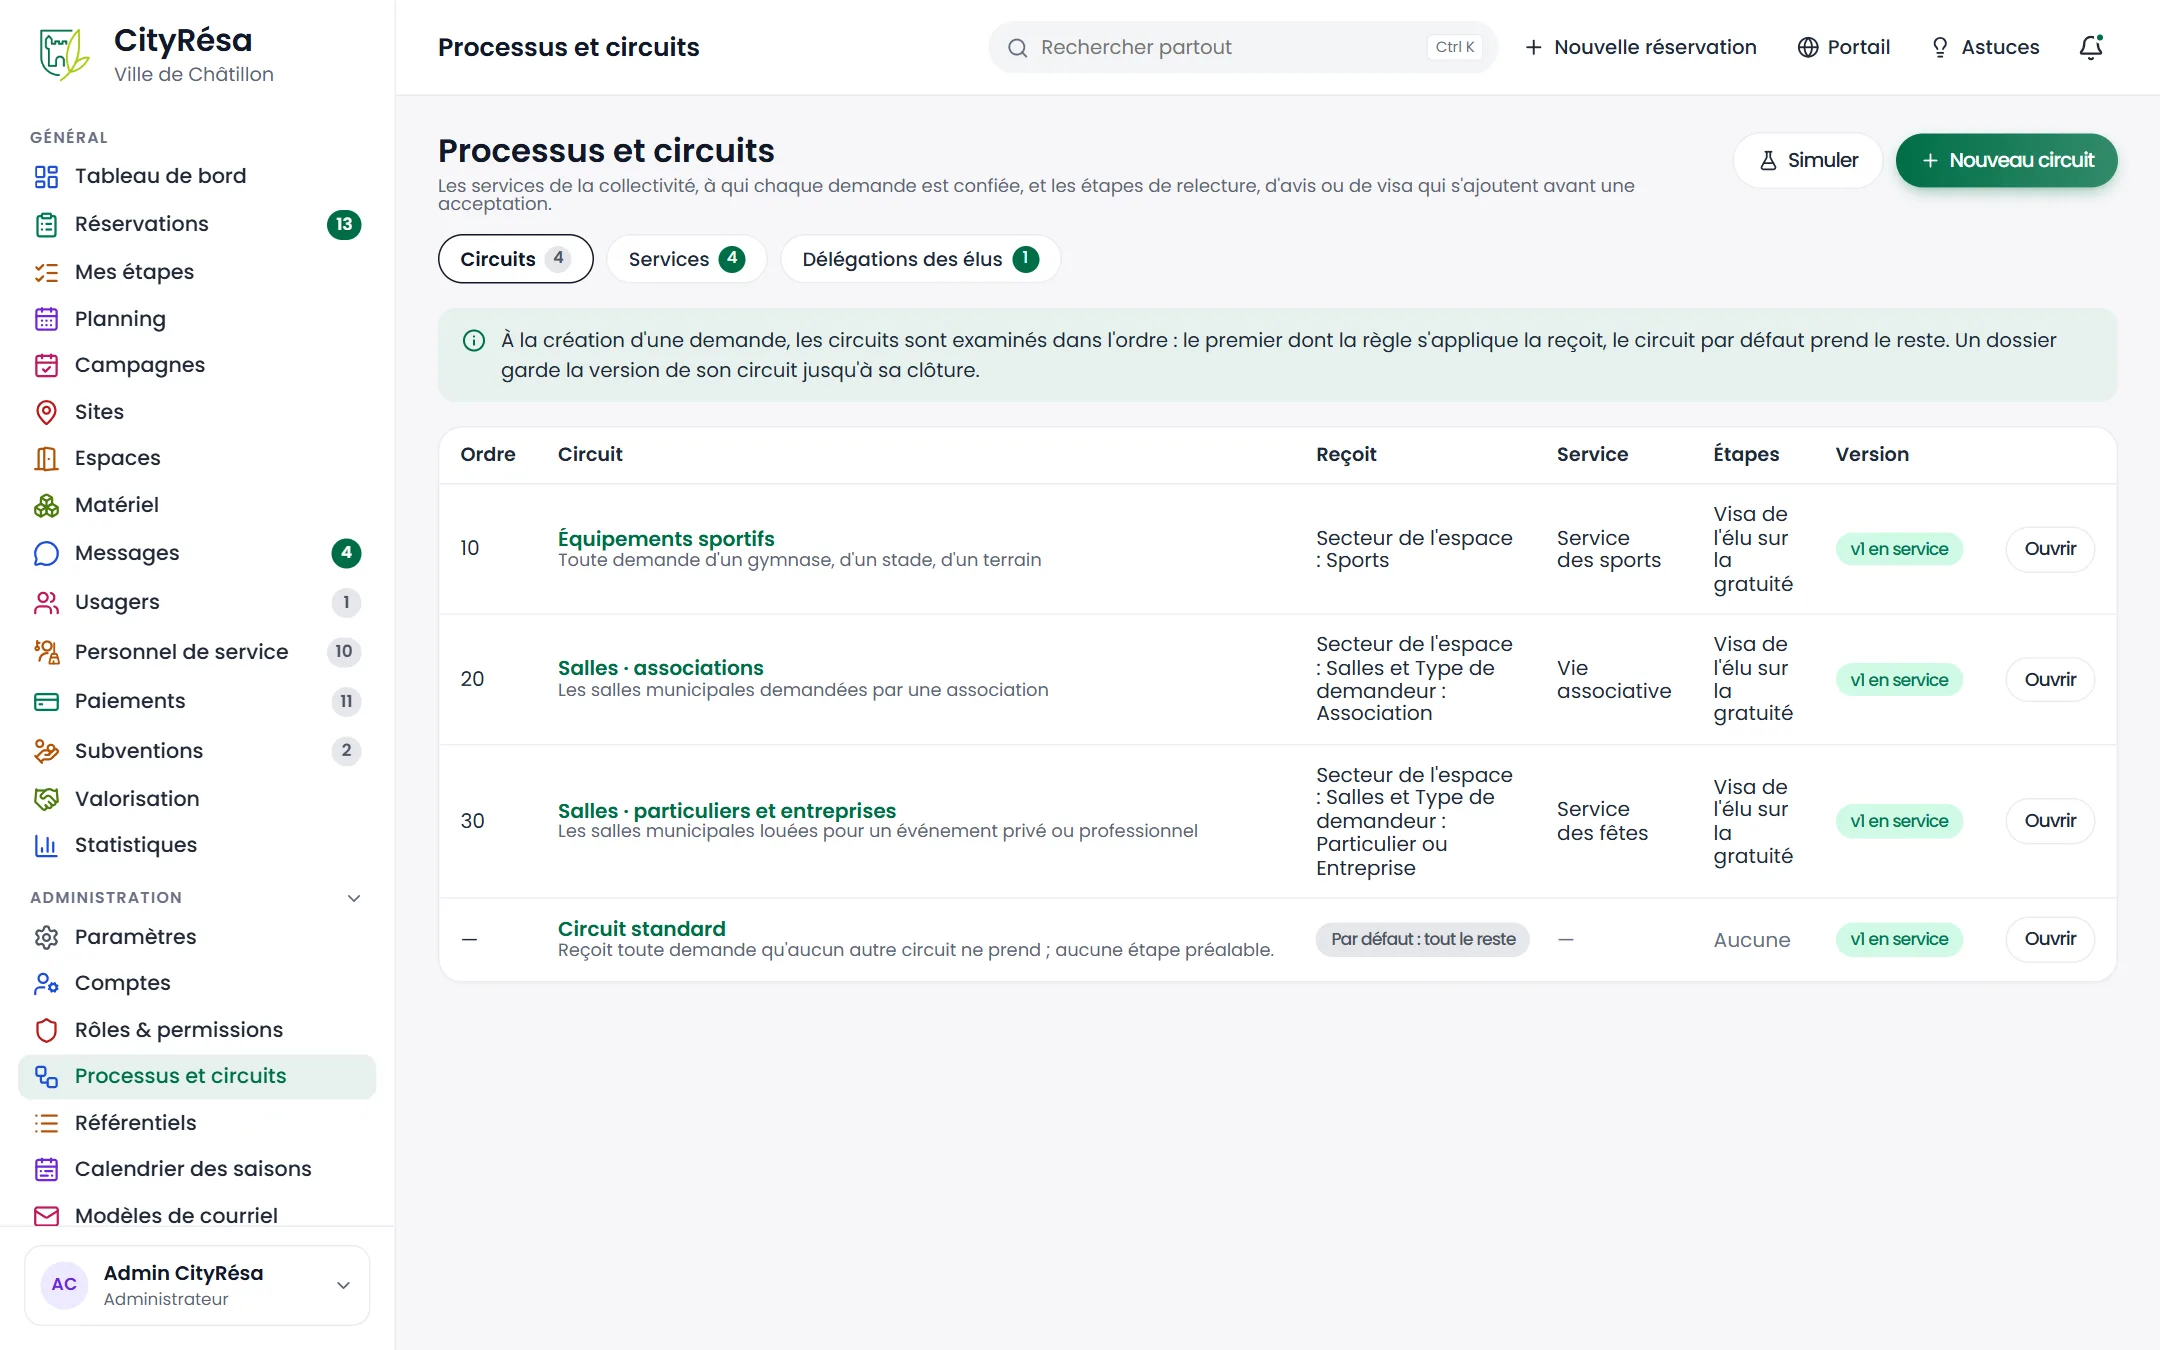 CityRésa
Ville de Châtillon
GÉNÉRAL
Tableau de bord
Réservations 13
Mes étapes
Planning
Campagnes
Sites
Espaces
Matériel
Messages 4
Usagers 1
Personnel de service 10
Paiements 11
Subventions 2
Valorisation
Statistiques
ADMINISTRATION
Paramètres
Comptes
Rôles & permissions
Processus et circuits
Référentiels
Calendrier des saisons
Modèles de courriel
AC
Admin CityRésa
Administrateur
Processus et circuits
Rechercher partout Ctrl K
Nouvelle réservation
Portail
Astuces
Processus et circuits
Les services de la collectivité, à qui chaque demande est confiée, et les étapes de relecture, d'avis ou de visa qui s'ajoutent avant une
acceptation.
Simuler
Nouveau circuit
Circuits 4
Services 4
Délégations des élus 1
À la création d'une demande, les circuits sont examinés dans l'ordre : le premier dont la règle s'applique la reçoit, le circuit par défaut prend le reste. Un dossier
garde la version de son circuit jusqu'à sa clôture.
Ordre Circuit Reçoit Service Étapes Version
10
Équipements sportifs
Toute demande d'un gymnase, d'un stade, d'un terrain
Secteur de l'espace
: Sports
Service
des sports
Visa de
l'élu sur
la
gratuité
v1 en service
Ouvrir
20
Salles · associations
Les salles municipales demandées par une association
Secteur de l'espace
: Salles et Type de
demandeur :
Association
Vie
associative
Visa de
l'élu sur
la
gratuité
v1 en service
Ouvrir
30
Salles · particuliers et entreprises
Les salles municipales louées pour un événement privé ou professionnel
Secteur de l'espace
: Salles et Type de
demandeur :
Particulier ou
Entreprise
Service
des fêtes
Visa de
l'élu sur
la
gratuité
v1 en service
Ouvrir
—
Circuit standard
Reçoit toute demande qu'aucun autre circuit ne prend ; aucune étape préalable.
Par défaut : tout le reste
—
Aucune
v1 en service
Ouvrir